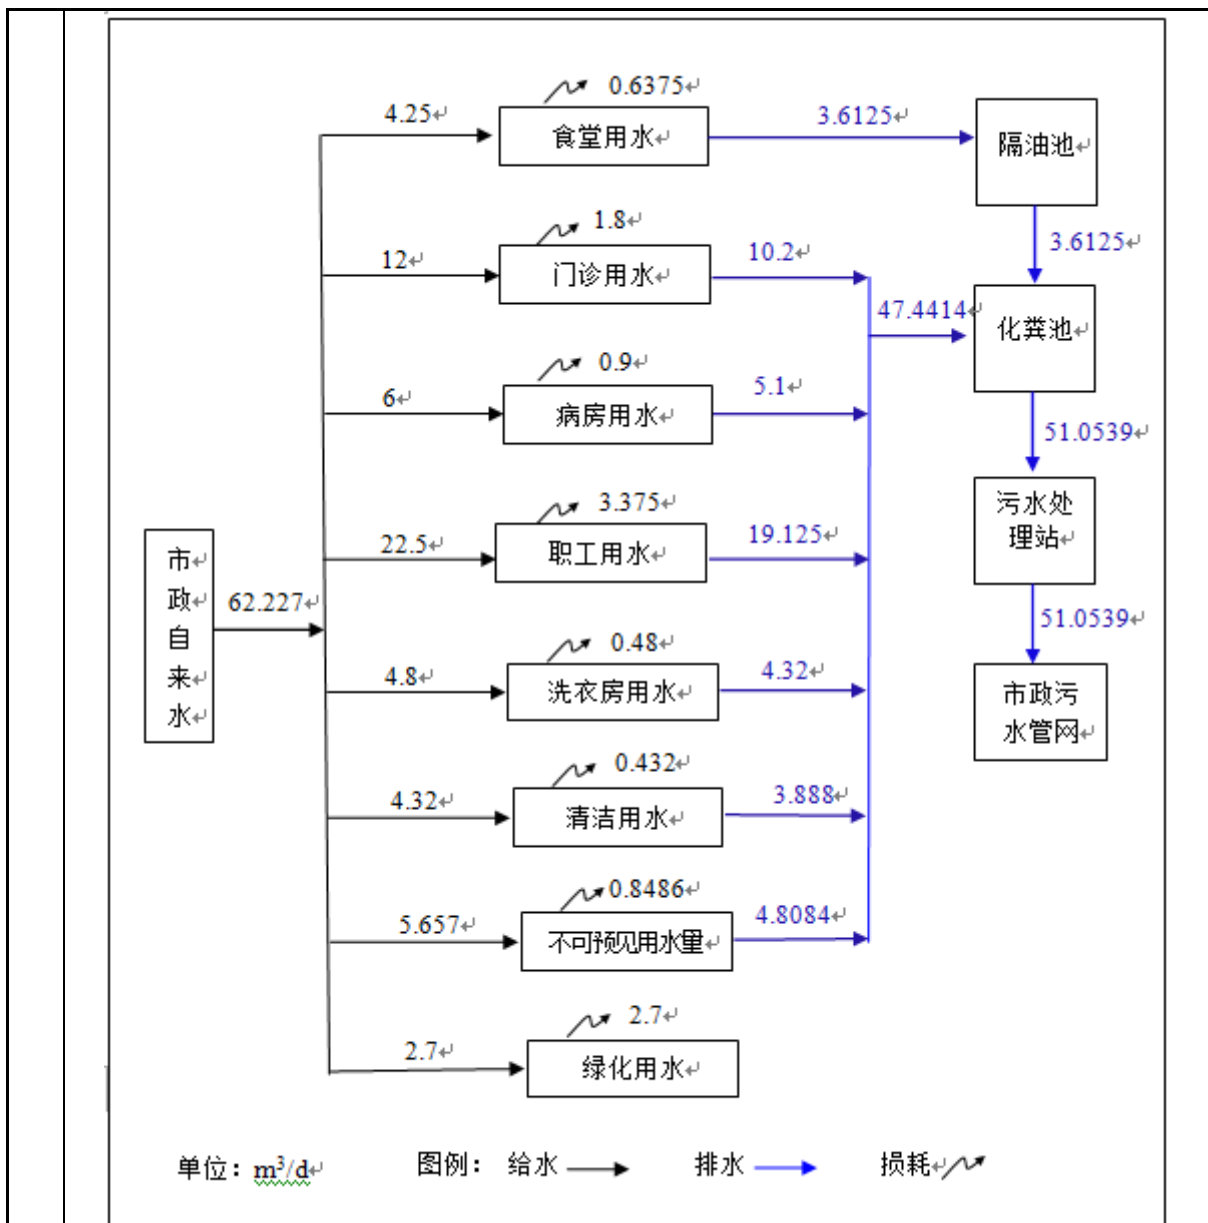 0.6375
4.25
食堂用水
3.6125
隔油池
1.8
12
门诊用水
10.2
3.6125
47.4414
化粪池
0.9
6
病房用水
5.1
51.0539
3.375
22.5
职工用水
19.125
污水处
理站
市
政
自
来
水
62.227
51.0539
0.48
4.8
洗衣房用水
4.32
市政污
水管网
0.432
4.32
清洁用水
3.888
0.8486
5.657
不可预见用水量
4.8084
2.7
2.7
绿化用水
单位：m³/d 图例： 给水 排水 损耗